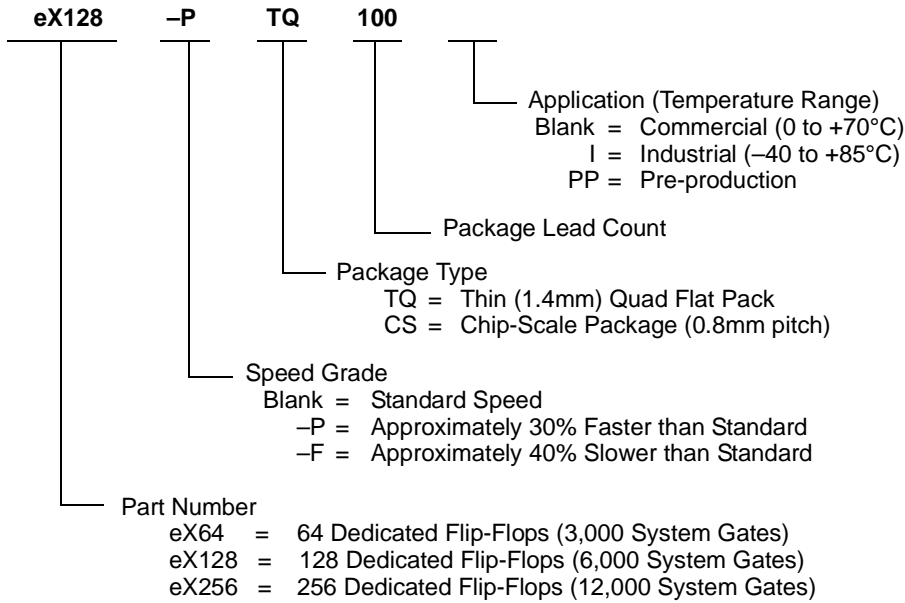 eX128 –P TQ 100
Application (Temperature Range)
Blank = Commercial (0 to +70°C)
I = Industrial (–40 to +85°C)
PP = Pre-production
Package Lead Count
Package Type
TQ = Thin (1.4mm) Quad Flat Pack
CS = Chip-Scale Package (0.8mm pitch)
Speed Grade
Blank = Standard Speed
–P = Approximately 30% Faster than Standard
–F = Approximately 40% Slower than Standard
Part Number
eX64 = 64 Dedicated Flip-Flops (3,000 System Gates)
eX128 = 128 Dedicated Flip-Flops (6,000 System Gates)
eX256 = 256 Dedicated Flip-Flops (12,000 System Gates)